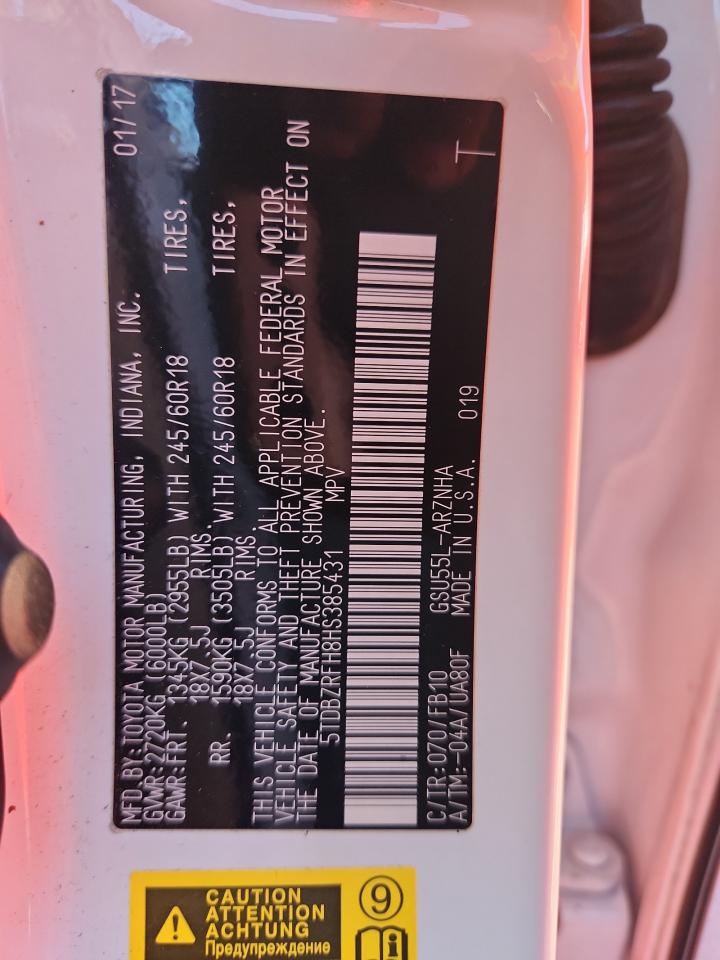 MFD.BY:TOYOTA MOTOR MANUFACTURING, INDIANA, INC. 01/17
GVWR:2720KG (6000LB)
GAWR:FRT. 1345KG (2955LB) WITH 245/60R18 TIRES,
18X7.5J RIMS.
RR. 1590KG (3505LB) WITH 245/60R18 TIRES,
18X7.5J RIMS.
THIS VEHICLE CONFORMS TO ALL APPLICABLE FEDERAL MOTOR
VEHICLE SAFETY AND THEFT PREVENTION STANDARDS IN EFFECT ON
THE DATE OF MANUFACTURE SHOWN ABOVE.
5TDBZRFH8HS385431 MPV
C/TR:070/FB10 GSU55L-ARZNHA 019
A/TM:-04A/UA80F MADE IN U.S.A. T
CAUTION
ATTENTION
ACHTUNG
Предупреждение
9
i